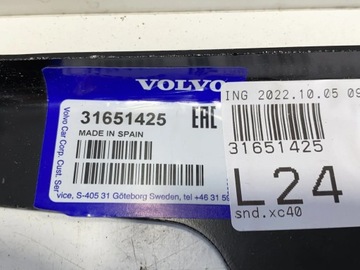 VOLVO
31651425
MADE IN SPAIN
EAC
Volvo Car Corp. Cust. Ser
vice, S-405 31 Göteborg Sweden, tel +46 31 59
ING 2022.10.05 09
31651425
L24
snd.xc40